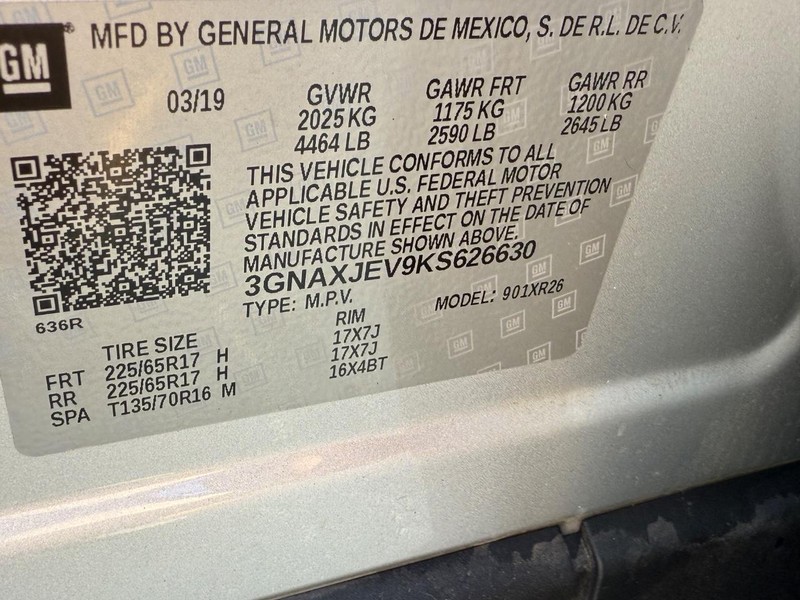 GM
MFD BY GENERAL MOTORS DE MEXICO, S. DE R.L. DE C.V.
03/19 GVWR GAWR FRT GAWR RR
2025 KG 1175 KG 1200 KG
4464 LB 2590 LB 2645 LB
THIS VEHICLE CONFORMS TO ALL
APPLICABLE U.S. FEDERAL MOTOR
VEHICLE SAFETY AND THEFT PREVENTION
STANDARDS IN EFFECT ON THE DATE OF
MANUFACTURE SHOWN ABOVE.
3GNAXJEV9KS626630
TYPE: M.P.V. MODEL: 901XR26
636R
TIRE SIZE RIM
FRT 225/65R17 H 17X7J
RR 225/65R17 H 17X7J
SPA T135/70R16 M 16X4BT